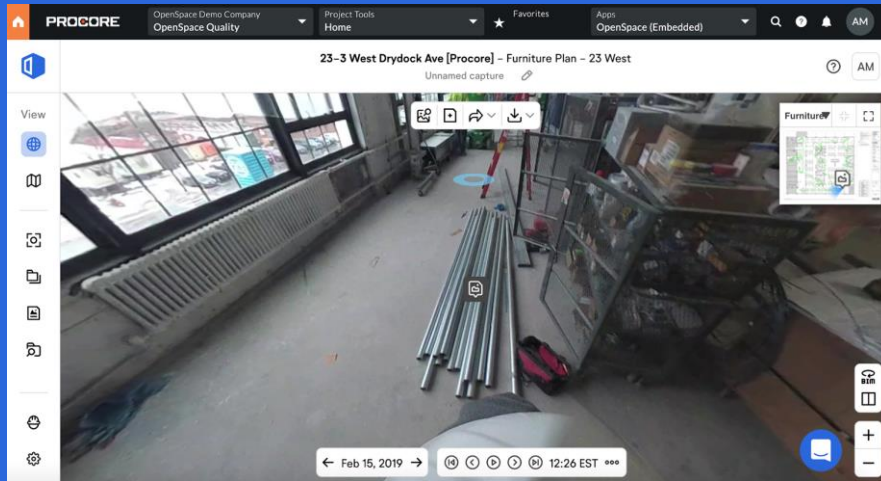 PROCORE
OpenSpace Demo Company
OpenSpace Quality
Project Tools
Home
Favorites
Apps
OpenSpace (Embedded)
AM
23-3 West Drydock Ave [Procore] – Furniture Plan – 23 West
Unnamed capture
AM
View
Furniture
BIM
Feb 15, 2019
12:26 EST